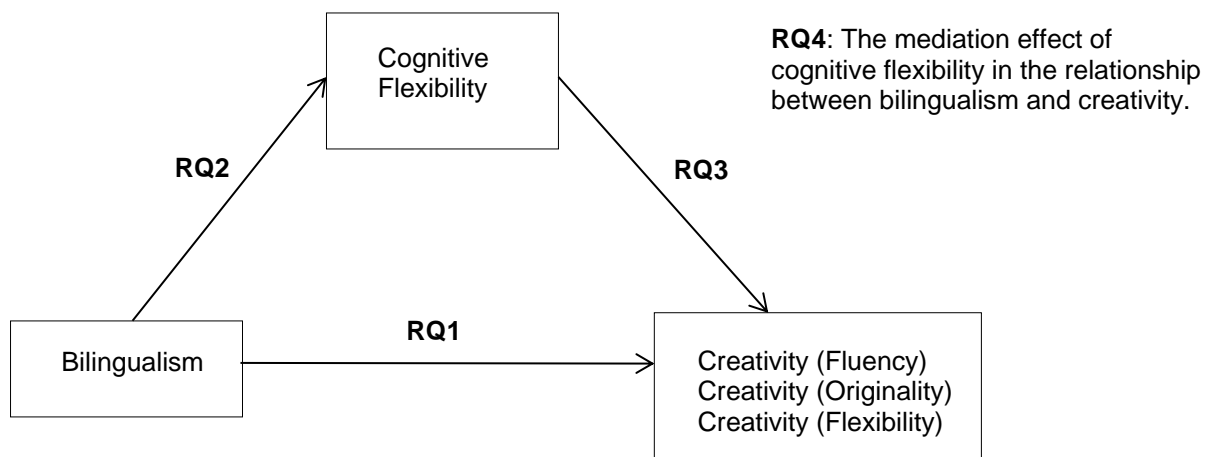 Cognitive
Flexibility
RQ4: The mediation effect of
cognitive flexibility in the relationship
between bilingualism and creativity.
RQ2
RQ3
RQ1
Bilingualism
Creativity (Fluency)
Creativity (Originality)
Creativity (Flexibility)